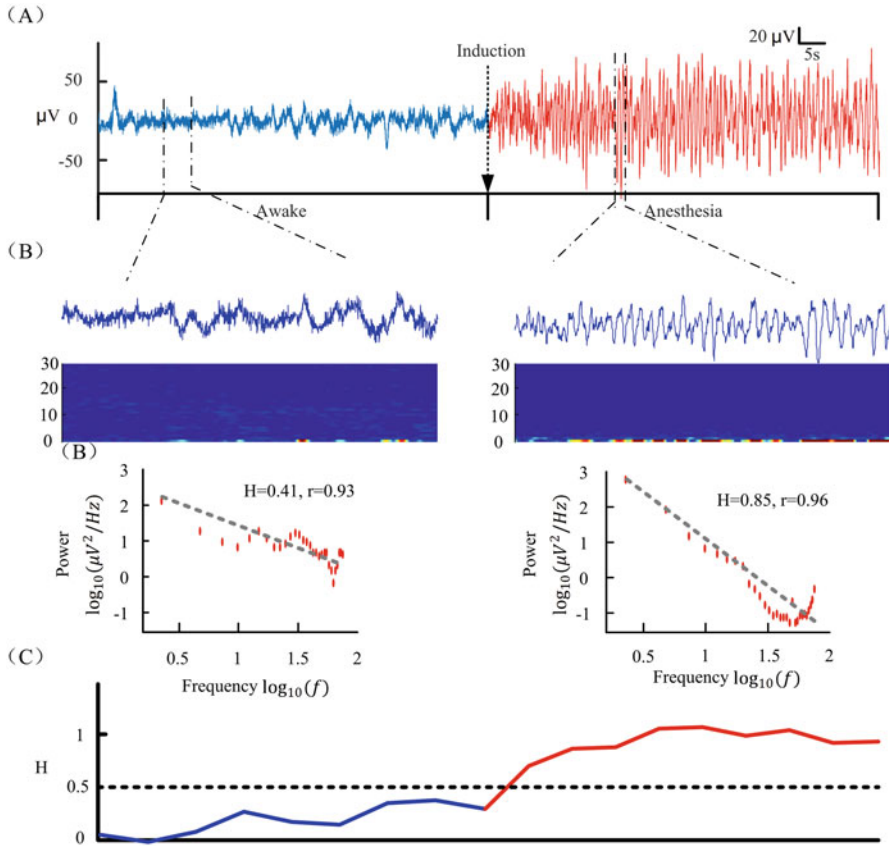 （A）
20 μV
5s
Induction
50
μV
0
-50
Awake
Anesthesia
（B）
30
20
10
0
30
20
10
0
（B）
3
2
1
0
-1
Power
log₁₀(μV²/Hz)
H=0.41, r=0.93
0.5
1
1.5
2
Frequency log₁₀(f)
3
2
1
0
-1
Power
log₁₀(μV²/Hz)
H=0.85, r=0.96
0.5
1
1.5
2
Frequency log₁₀(f)
（C）
1
H
0.5
0